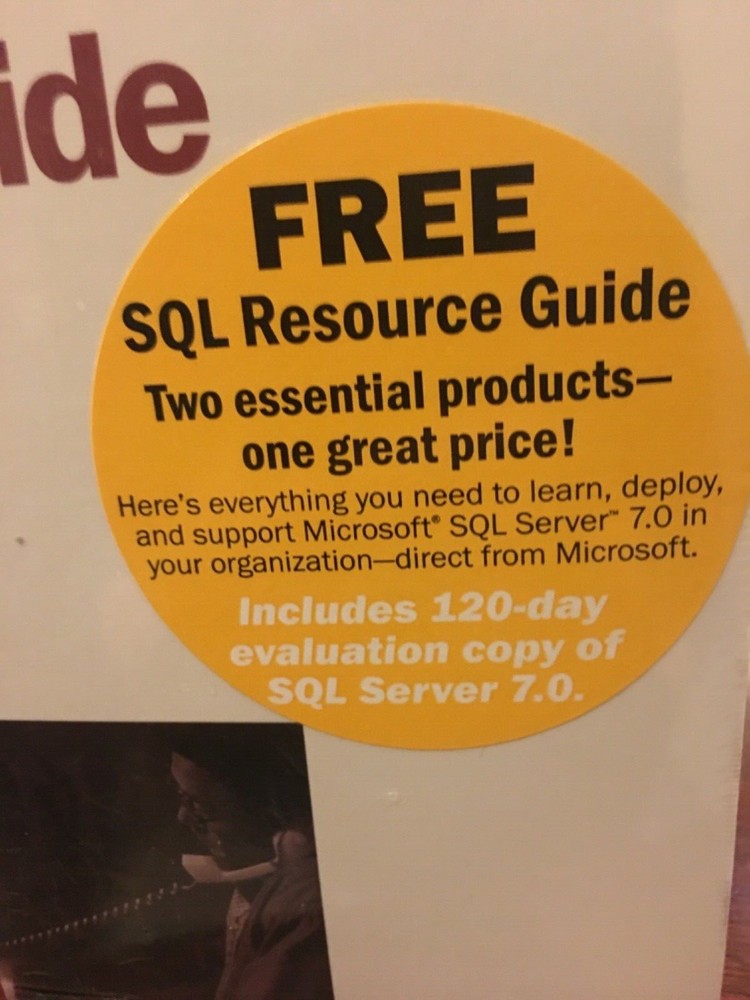 ide
FREE
SQL Resource Guide
Two essential products—
one great price!
Here's everything you need to learn, deploy,
and support Microsoft® SQL Server™ 7.0 in
your organization—direct from Microsoft.
Includes 120-day
evaluation copy of
SQL Server 7.0.